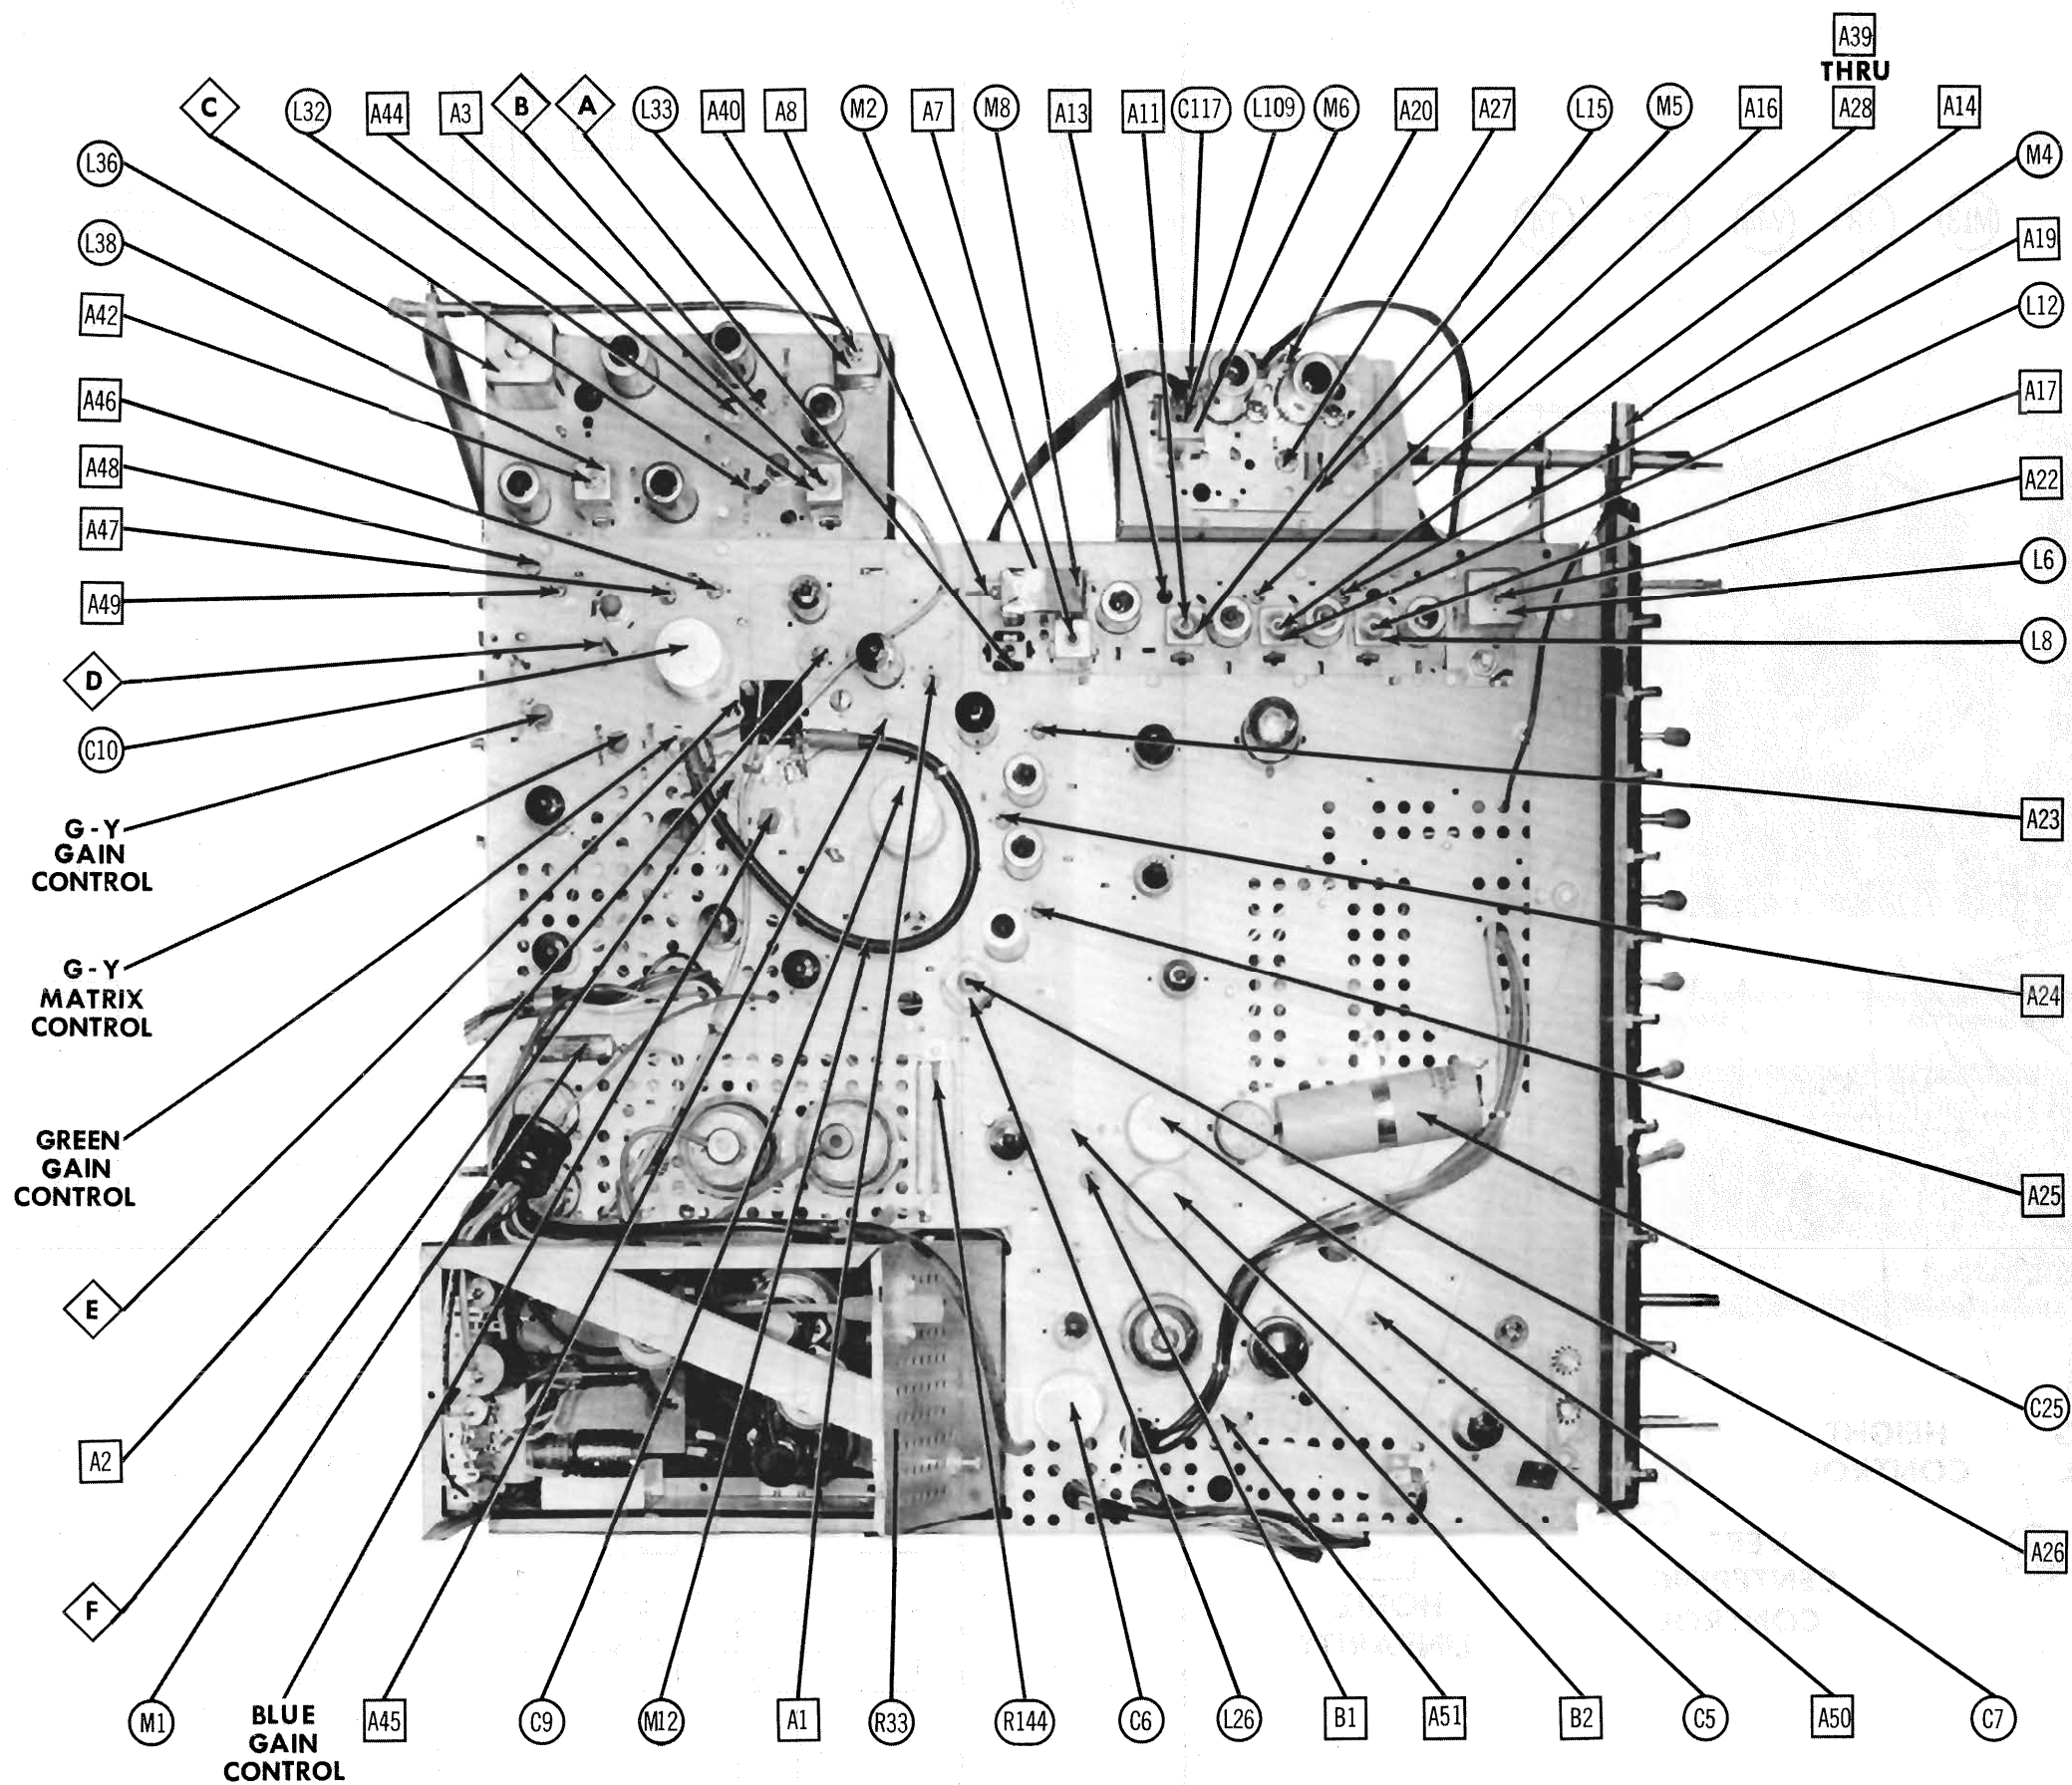 A39
THRU
C
L32
A44
A3
B
A
L33
A40
A8
M2
A7
M8
A13
A11
C117
L109
M6
A20
A27
L15
M5
A16
A28
A14
L36
M4
L38
A19
A42
L12
A46
A17
A48
A22
A47
L6
A49
L8
D
C10
G-Y
GAIN
CONTROL
A23
G-Y
MATRIX
CONTROL
A24
GREEN
GAIN
CONTROL
A25
E
C25
A2
A26
F
M1
BLUE
GAIN
CONTROL
A45
C9
M12
A1
R33
R144
C6
L26
B1
A51
B2
C5
A50
C7
HEIGHT
CONTROL